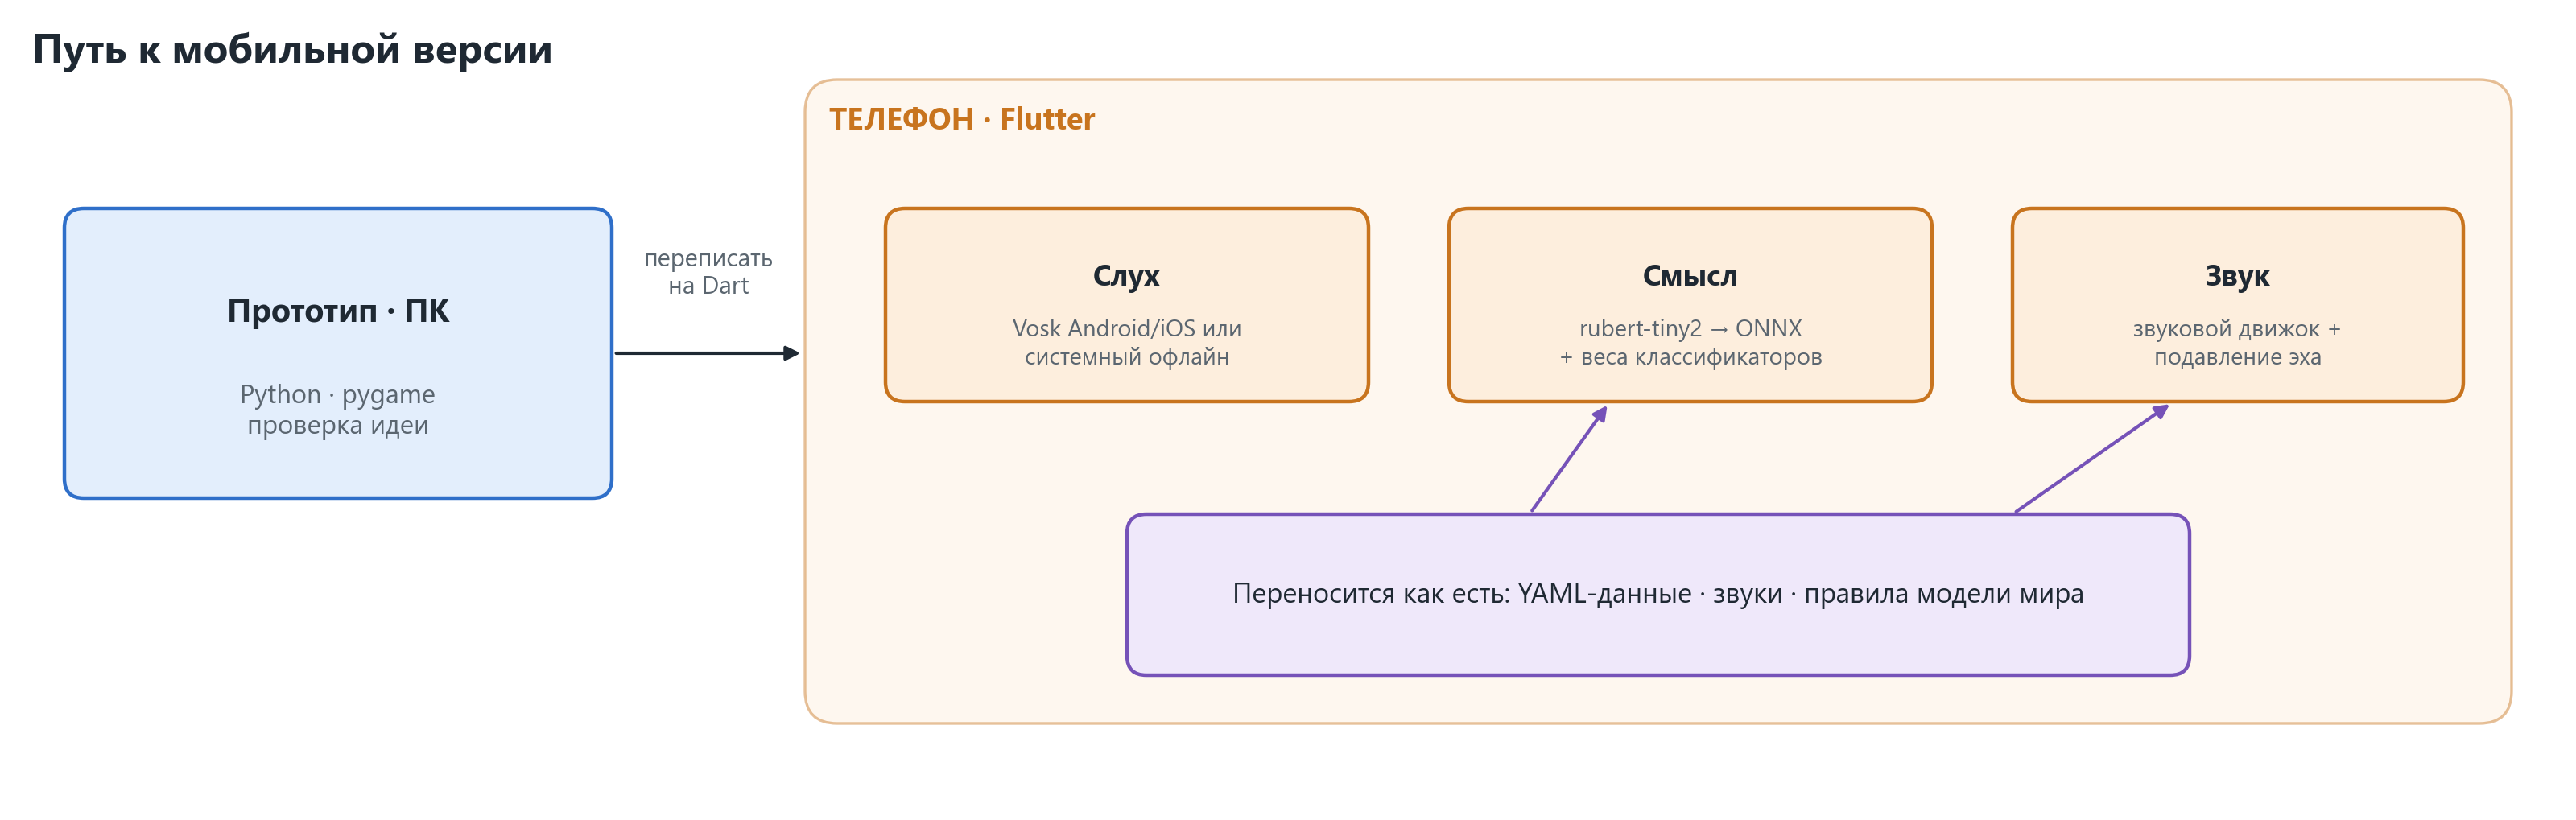 Путь к мобильной версии
ТЕЛЕФОН · Flutter
Прототип · ПК
Python · pygame
проверка идеи
переписать
на Dart
Слух
Vosk Android/iOS или
системный офлайн
Смысл
rubert-tiny2 → ONNX
+ веса классификаторов
Звук
звуковой движок +
подавление эха
Переносится как есть: YAML-данные · звуки · правила модели мира